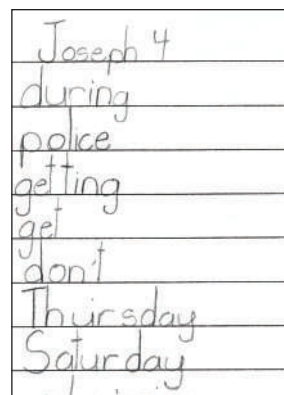 Joseph 4
during
police
getting
get
don't
Thursday
Saturday